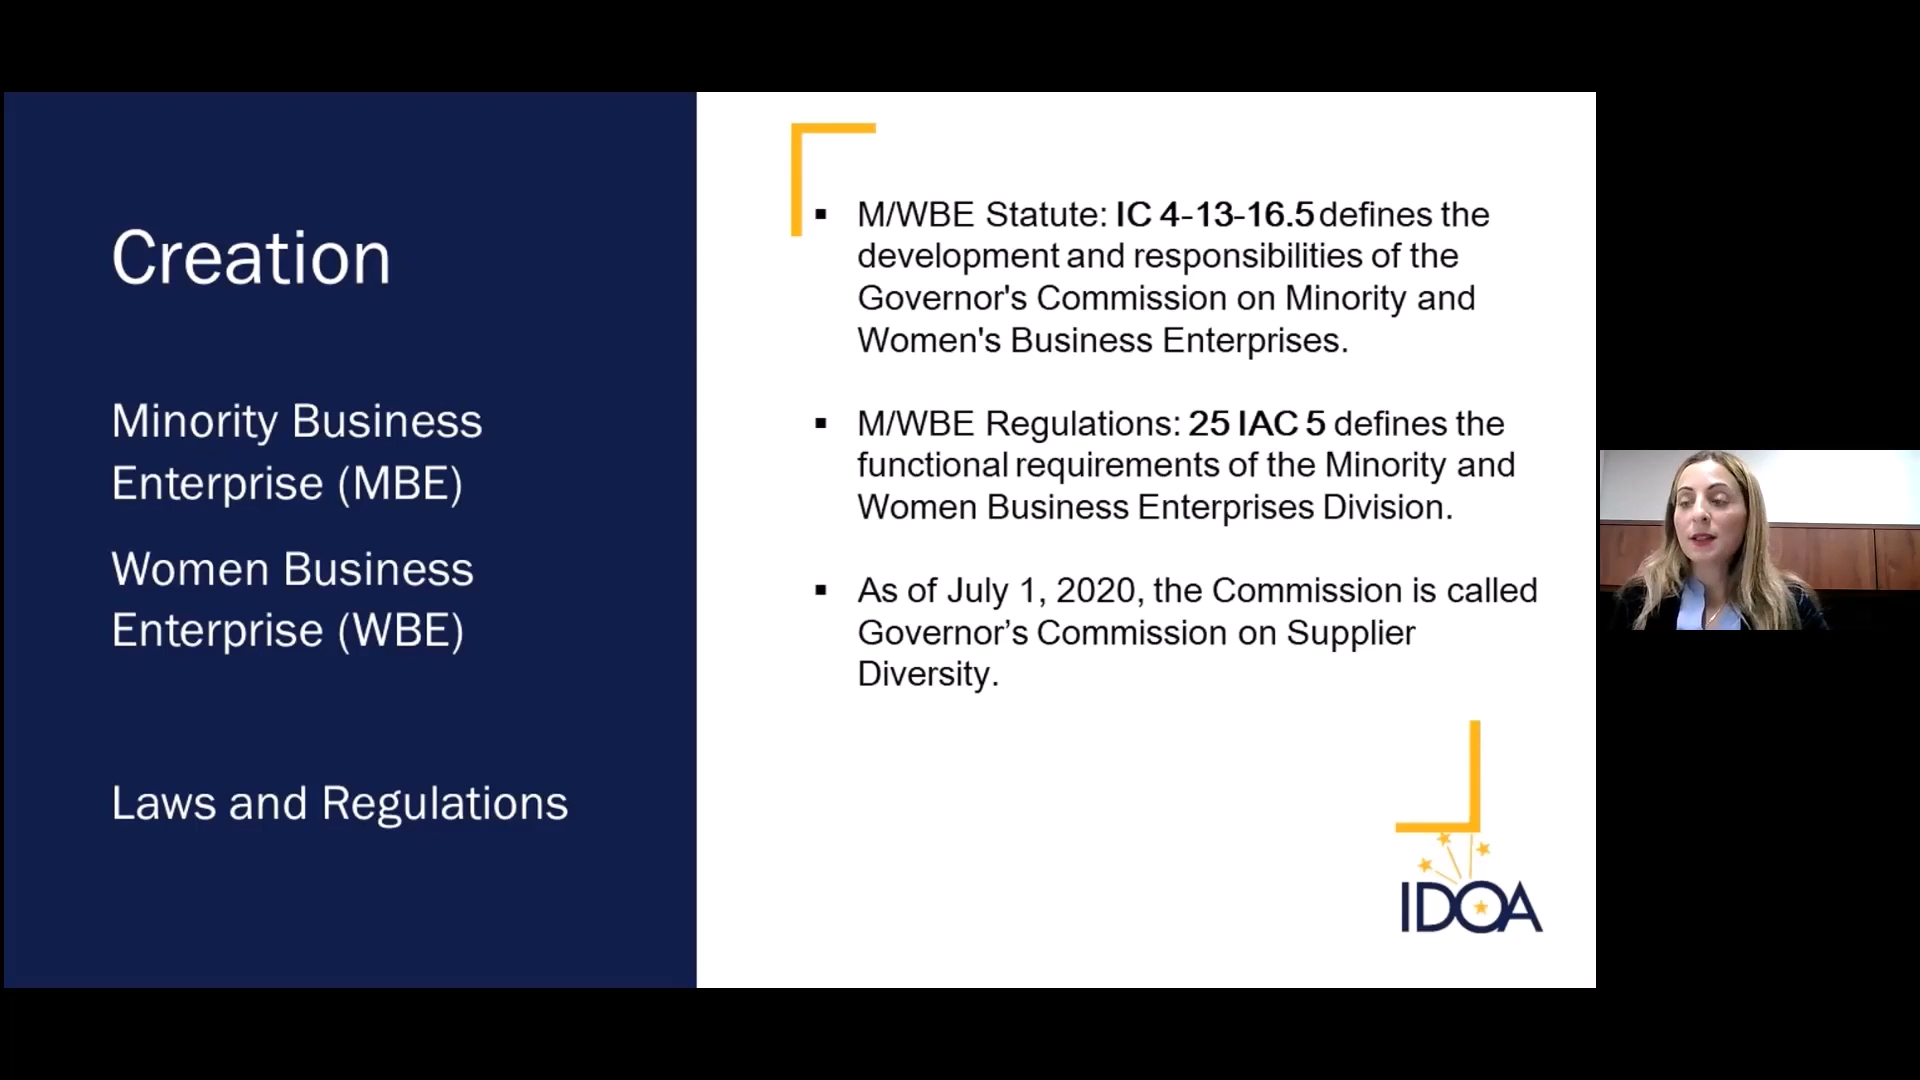 Creation
Minority Business
Enterprise (MBE)
Women Business
Enterprise (WBE)
Laws and Regulations
▪ M/WBE Statute: IC 4-13-16.5 defines the
development and responsibilities of the
Governor's Commission on Minority and
Women's Business Enterprises.
▪ M/WBE Regulations: 25 IAC 5 defines the
functional requirements of the Minority and
Women Business Enterprises Division.
▪ As of July 1, 2020, the Commission is called
Governor’s Commission on Supplier
Diversity.
IDOA